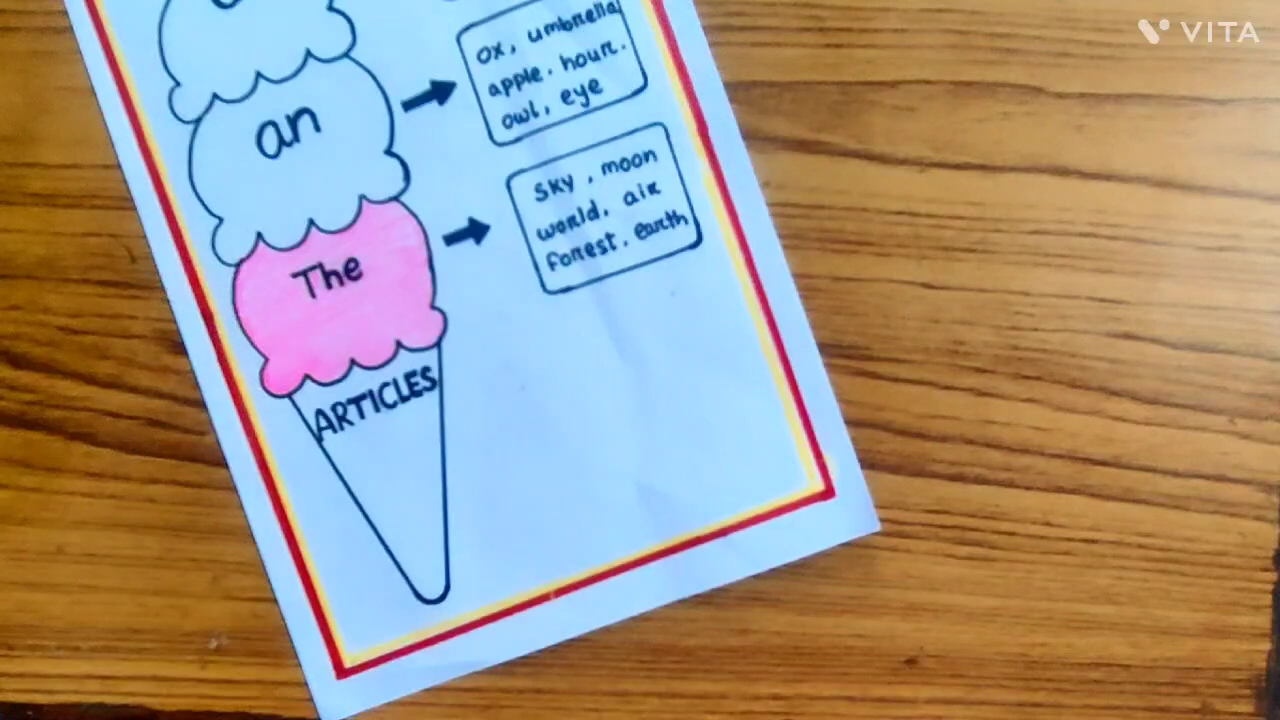 VITA
ox, umbrella,
apple. hour.
owl, eye
an
sky, moon
world. air
forest. earth
The
ARTICLES